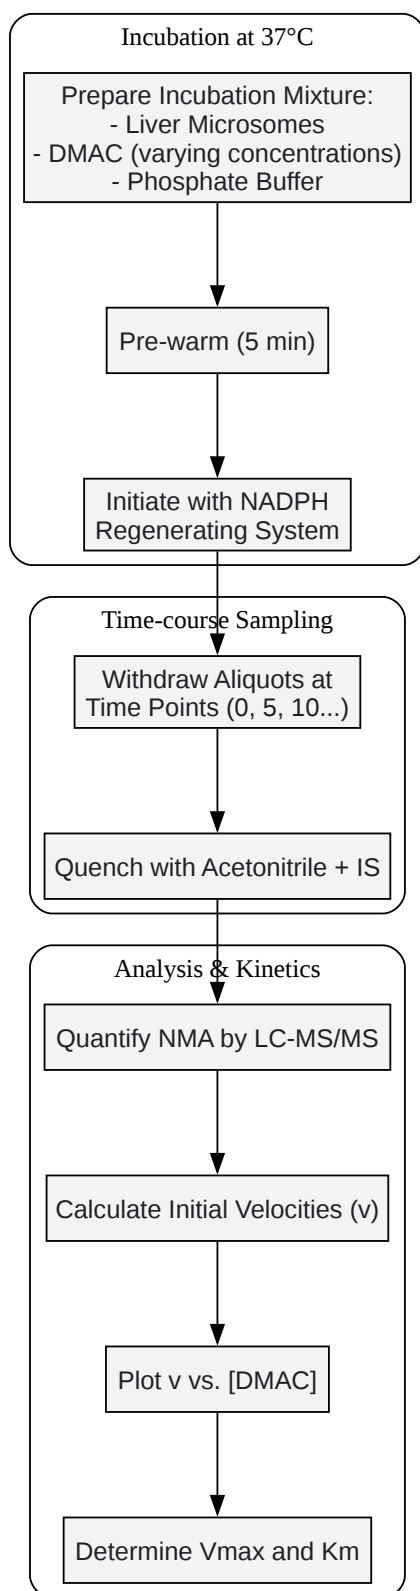 Incubation at 37°C
Prepare Incubation Mixture:
- Liver Microsomes
- DMAC (varying concentrations)
- Phosphate Buffer
Pre-warm (5 min)
Initiate with NADPH
Regenerating System
Time-course Sampling
Withdraw Aliquots at
Time Points (0, 5, 10...)
Quench with Acetonitrile + IS
Analysis & Kinetics
Quantify NMA by LC-MS/MS
Calculate Initial Velocities (v)
Plot v vs. [DMAC]
Determine Vmax and Km